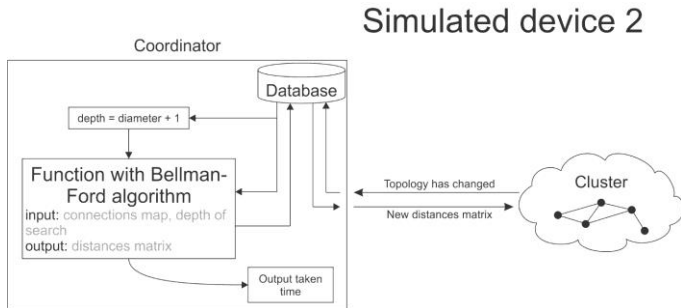 Simulated device 2
Coordinator
Database
depth = diameter + 1
Function with Bellman-
Ford algorithm
input: connections map, depth of
search
output: distances matrix
Topology has changed
New distances matrix
Cluster
Output taken
time